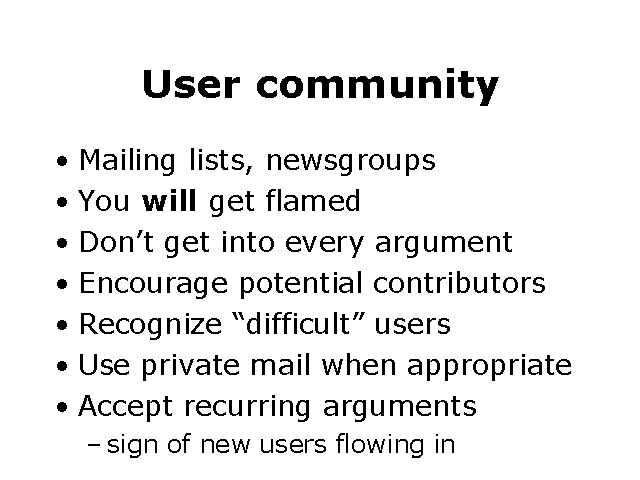 User community
• Mailing lists, newsgroups
• You will get flamed
• Don’t get into every argument
• Encourage potential contributors
• Recognize “difficult” users
• Use private mail when appropriate
• Accept recurring arguments
– sign of new users flowing in